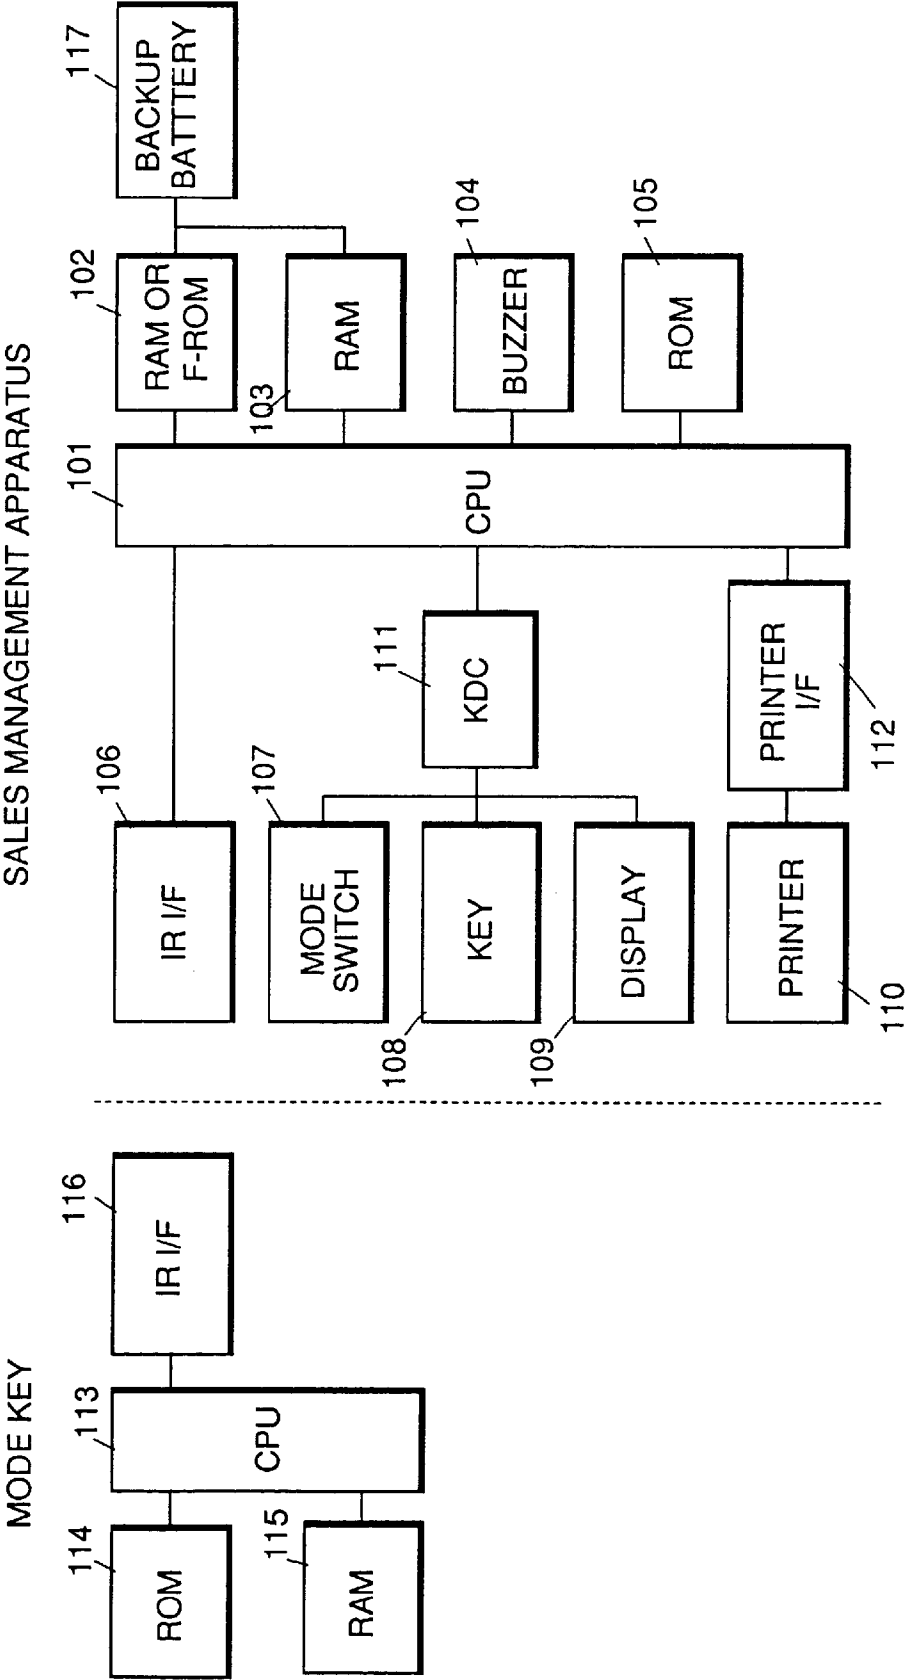 MODE KEY
114
ROM
115
RAM
113
CPU
116
IR I/F
SALES MANAGEMENT APPARATUS
106
IR I/F
107
MODE
SWITCH
108
KEY
109
DISPLAY
110
PRINTER
111
KDC
PRINTER
I/F
112
101
CPU
102
RAM OR
F-ROM
103
RAM
104
BUZZER
105
ROM
117
BACKUP
BATTTERY